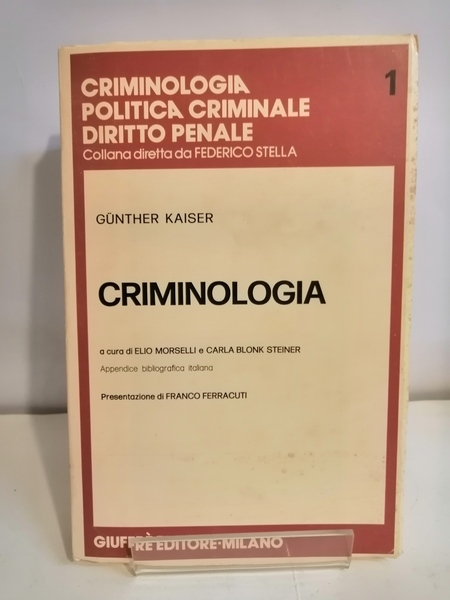 CRIMINOLOGIA
POLITICA CRIMINALE
DIRITTO PENALE
1
Collana diretta da FEDERICO STELLA
GÜNTHER KAISER
CRIMINOLOGIA
a cura di ELIO MORSELLI e CARLA BLONK STEINER
Appendice bibliografica italiana
Presentazione di FRANCO FERRACUTI
GIUFFRÈ EDITORE·MILANO